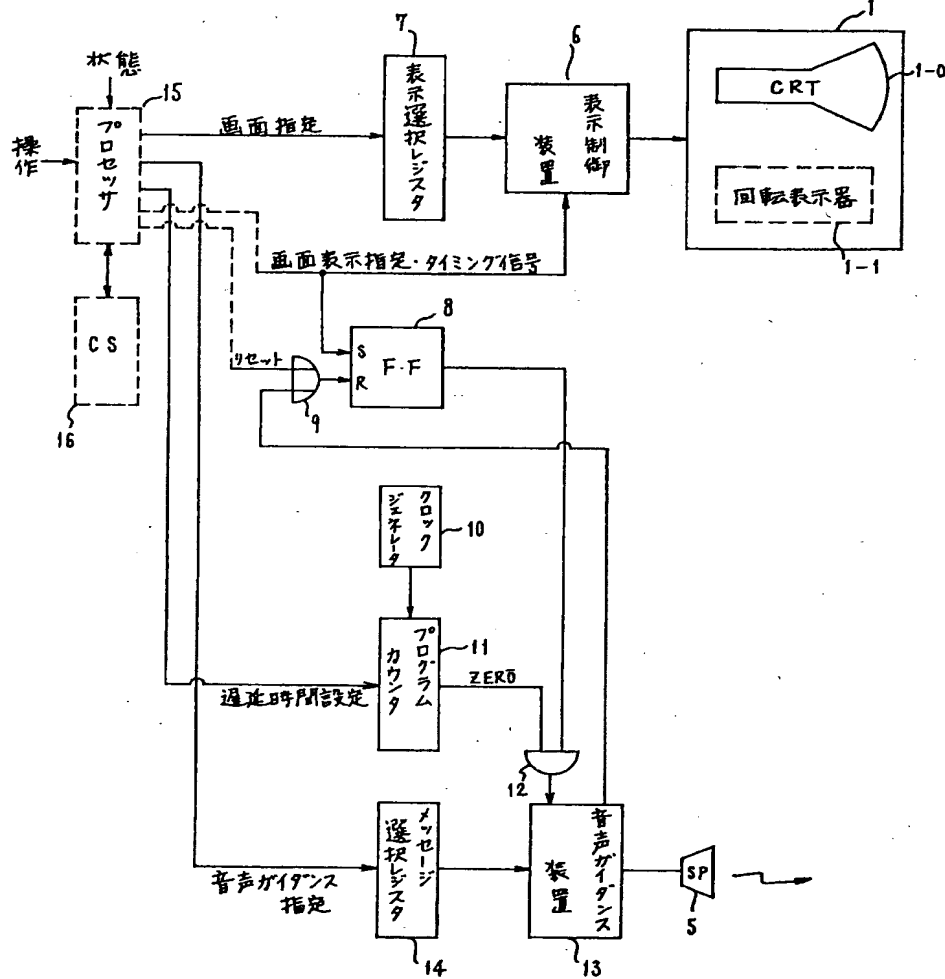 状態
操作
プロセッサ
15
CS
16
画面指定
7
表示選択レジスタ
6
表示制御
装置
1
CRT
1-0
回転表示器
1-1
画面表示指定・タイミング信号
リセット
9
8
S
F・F
R
クロック
ジェネレータ
10
プログラム
カウンタ
11
ZERO
遅延時間設定
12
音声ガイダンス
指定
メッセージ
選択レジスタ
14
音声ガイダンス
装置
13
SP
5